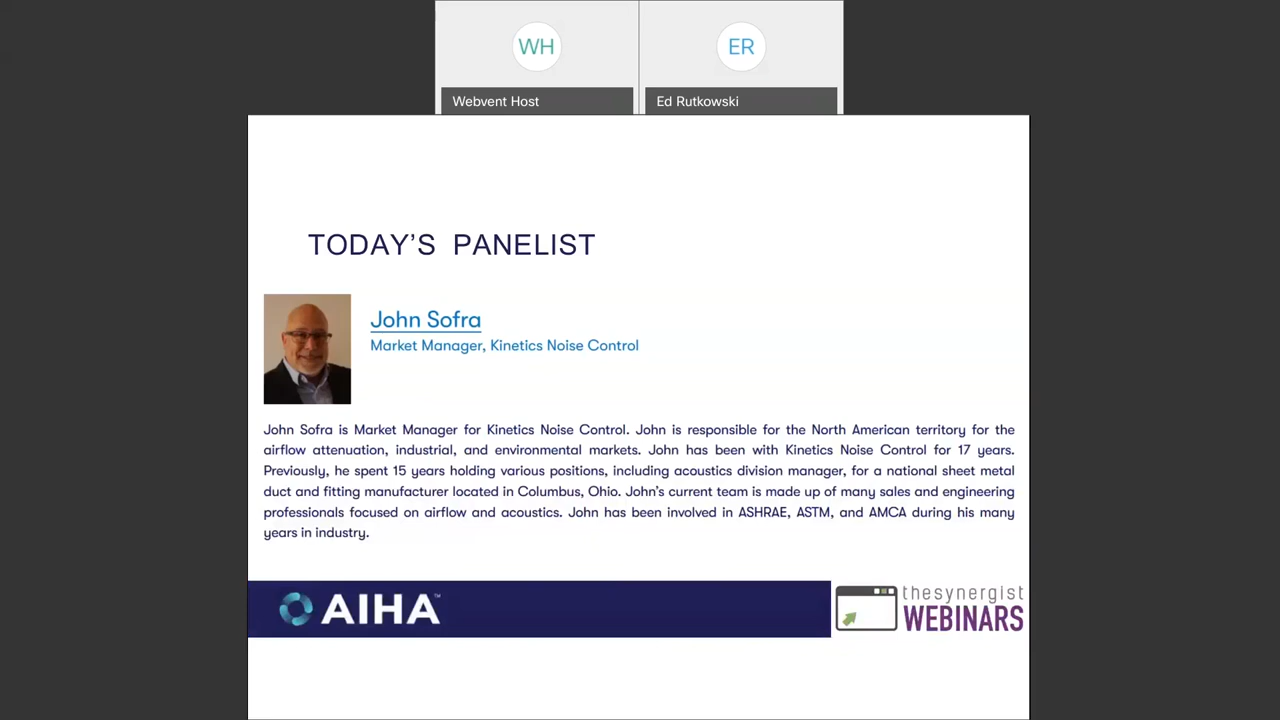 WH
ER
Webvent Host
Ed Rutkowski
TODAY’S PANELIST
John Sofra
Market Manager, Kinetics Noise Control
John Sofra is Market Manager for Kinetics Noise Control. John is responsible for the North American territory for the
airflow attenuation, industrial, and environmental markets. John has been with Kinetics Noise Control for 17 years.
Previously, he spent 15 years holding various positions, including acoustics division manager, for a national sheet metal
duct and fitting manufacturer located in Columbus, Ohio. John’s current team is made up of many sales and engineering
professionals focused on airflow and acoustics. John has been involved in ASHRAE, ASTM, and AMCA during his many
years in industry.
AIHA™
thesynergist
WEBINARS